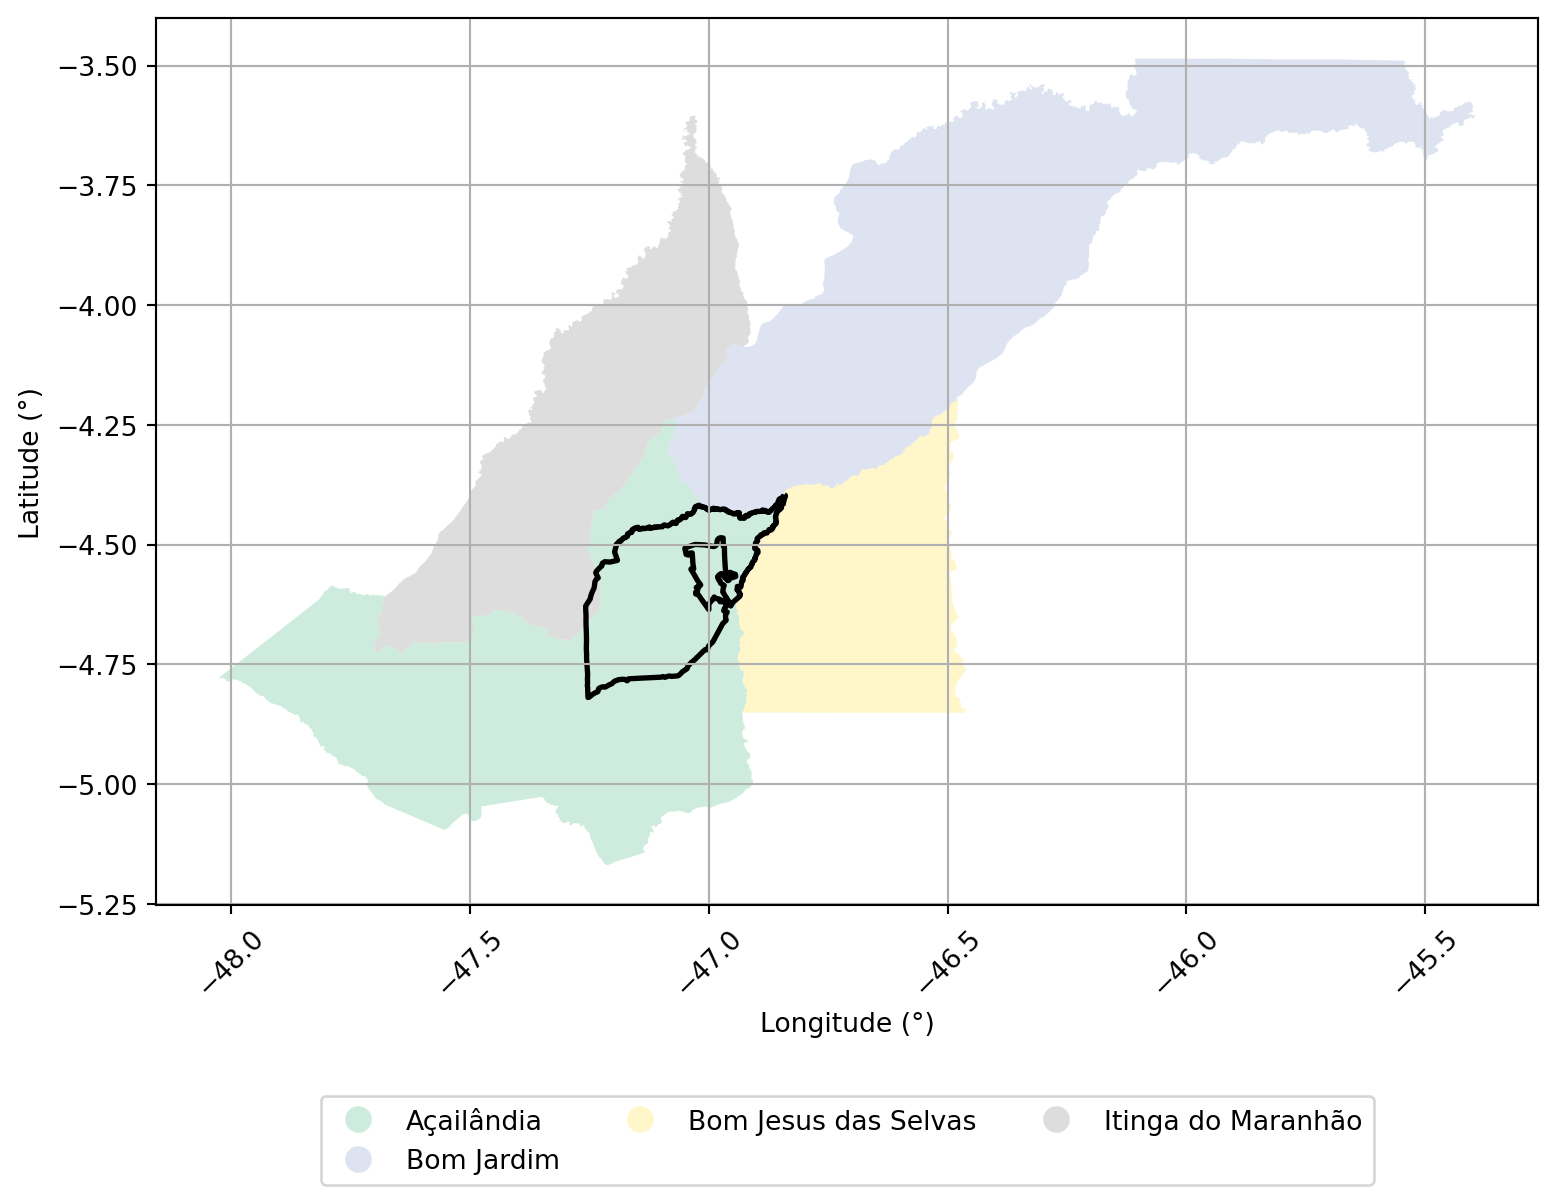 −3.50
−3.75
−4.00
−4.25
−4.50
−4.75
−5.00
−5.25
Latitude (°)
−48.0
−47.5
−47.0
−46.5
−46.0
−45.5
Longitude (°)
Açailândia
Bom Jesus das Selvas
Itinga do Maranhão
Bom Jardim